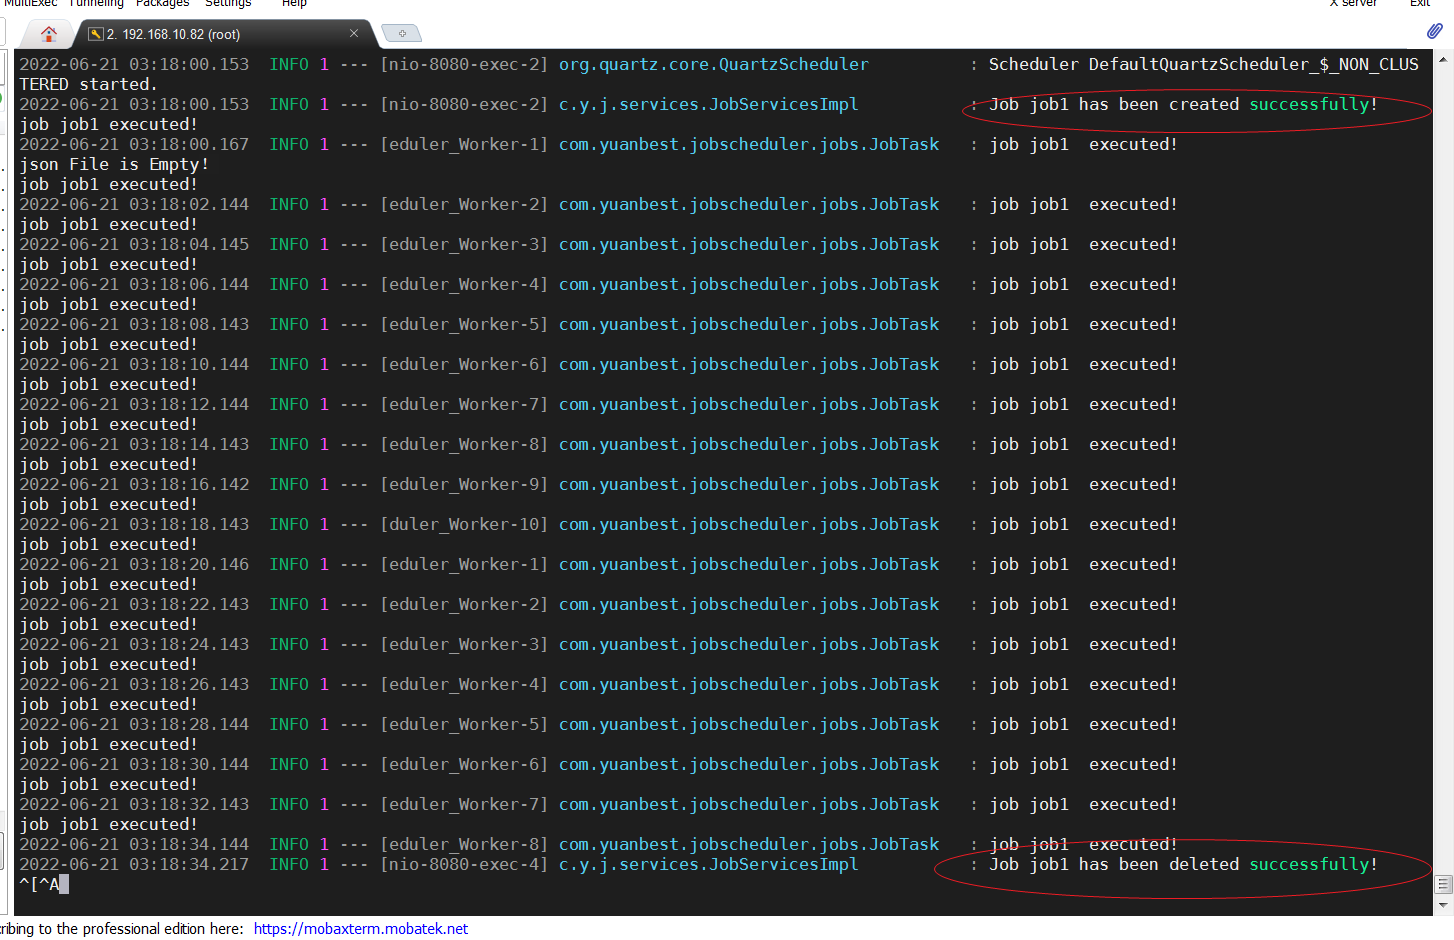 MultiExec Tunneling Packages Settings Help X server Exit
2. 192.168.10.82 (root)
2022-06-21 03:18:00.153 INFO 1 --- [nio-8080-exec-2] org.quartz.core.QuartzScheduler : Scheduler DefaultQuartzScheduler_$_NON_CLUS
TERED started.
2022-06-21 03:18:00.153 INFO 1 --- [nio-8080-exec-2] c.y.j.services.JobServicesImpl : Job job1 has been created successfully!
job job1 executed!
2022-06-21 03:18:00.167 INFO 1 --- [eduler_Worker-1] com.yuanbest.jobscheduler.jobs.JobTask : job job1 executed!
json File is Empty!
job job1 executed!
2022-06-21 03:18:02.144 INFO 1 --- [eduler_Worker-2] com.yuanbest.jobscheduler.jobs.JobTask : job job1 executed!
job job1 executed!
2022-06-21 03:18:04.145 INFO 1 --- [eduler_Worker-3] com.yuanbest.jobscheduler.jobs.JobTask : job job1 executed!
job job1 executed!
2022-06-21 03:18:06.144 INFO 1 --- [eduler_Worker-4] com.yuanbest.jobscheduler.jobs.JobTask : job job1 executed!
job job1 executed!
2022-06-21 03:18:08.143 INFO 1 --- [eduler_Worker-5] com.yuanbest.jobscheduler.jobs.JobTask : job job1 executed!
job job1 executed!
2022-06-21 03:18:10.144 INFO 1 --- [eduler_Worker-6] com.yuanbest.jobscheduler.jobs.JobTask : job job1 executed!
job job1 executed!
2022-06-21 03:18:12.144 INFO 1 --- [eduler_Worker-7] com.yuanbest.jobscheduler.jobs.JobTask : job job1 executed!
job job1 executed!
2022-06-21 03:18:14.143 INFO 1 --- [eduler_Worker-8] com.yuanbest.jobscheduler.jobs.JobTask : job job1 executed!
job job1 executed!
2022-06-21 03:18:16.142 INFO 1 --- [eduler_Worker-9] com.yuanbest.jobscheduler.jobs.JobTask : job job1 executed!
job job1 executed!
2022-06-21 03:18:18.143 INFO 1 --- [duler_Worker-10] com.yuanbest.jobscheduler.jobs.JobTask : job job1 executed!
job job1 executed!
2022-06-21 03:18:20.146 INFO 1 --- [eduler_Worker-1] com.yuanbest.jobscheduler.jobs.JobTask : job job1 executed!
job job1 executed!
2022-06-21 03:18:22.143 INFO 1 --- [eduler_Worker-2] com.yuanbest.jobscheduler.jobs.JobTask : job job1 executed!
job job1 executed!
2022-06-21 03:18:24.143 INFO 1 --- [eduler_Worker-3] com.yuanbest.jobscheduler.jobs.JobTask : job job1 executed!
job job1 executed!
2022-06-21 03:18:26.143 INFO 1 --- [eduler_Worker-4] com.yuanbest.jobscheduler.jobs.JobTask : job job1 executed!
job job1 executed!
2022-06-21 03:18:28.144 INFO 1 --- [eduler_Worker-5] com.yuanbest.jobscheduler.jobs.JobTask : job job1 executed!
job job1 executed!
2022-06-21 03:18:30.144 INFO 1 --- [eduler_Worker-6] com.yuanbest.jobscheduler.jobs.JobTask : job job1 executed!
job job1 executed!
2022-06-21 03:18:32.143 INFO 1 --- [eduler_Worker-7] com.yuanbest.jobscheduler.jobs.JobTask : job job1 executed!
job job1 executed!
2022-06-21 03:18:34.144 INFO 1 --- [eduler_Worker-8] com.yuanbest.jobscheduler.jobs.JobTask : job job1 executed!
2022-06-21 03:18:34.217 INFO 1 --- [nio-8080-exec-4] c.y.j.services.JobServicesImpl : Job job1 has been deleted successfully!
^[^A
ribing to the professional edition here: https://mobaxterm.mobatek.net